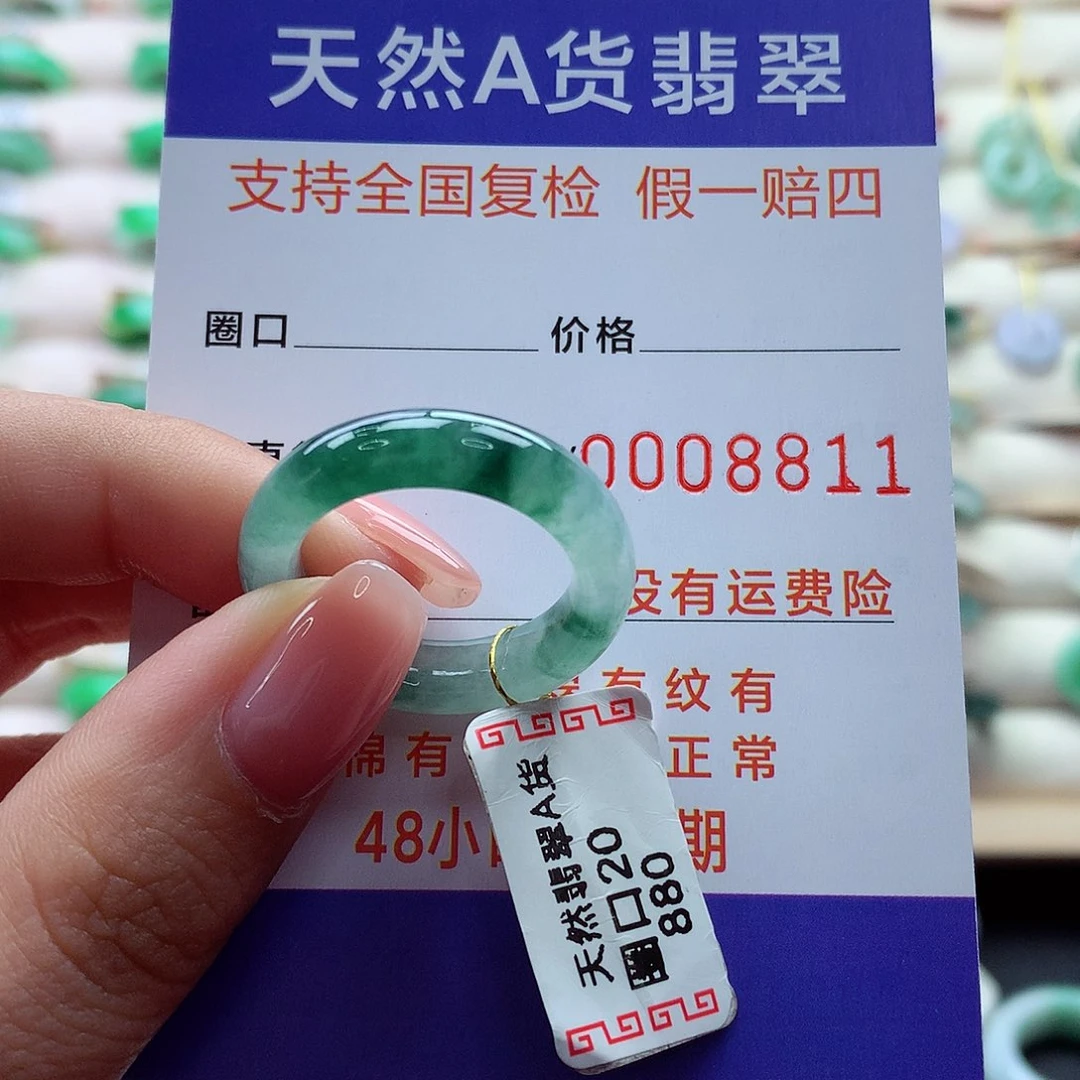 天然A货翡翠
支持全国复检 假一赔四
圈口 价格
0008811
没有运费险
有纹有
棉有 正常
48小 期
天然翡翠A货
圈口20
880